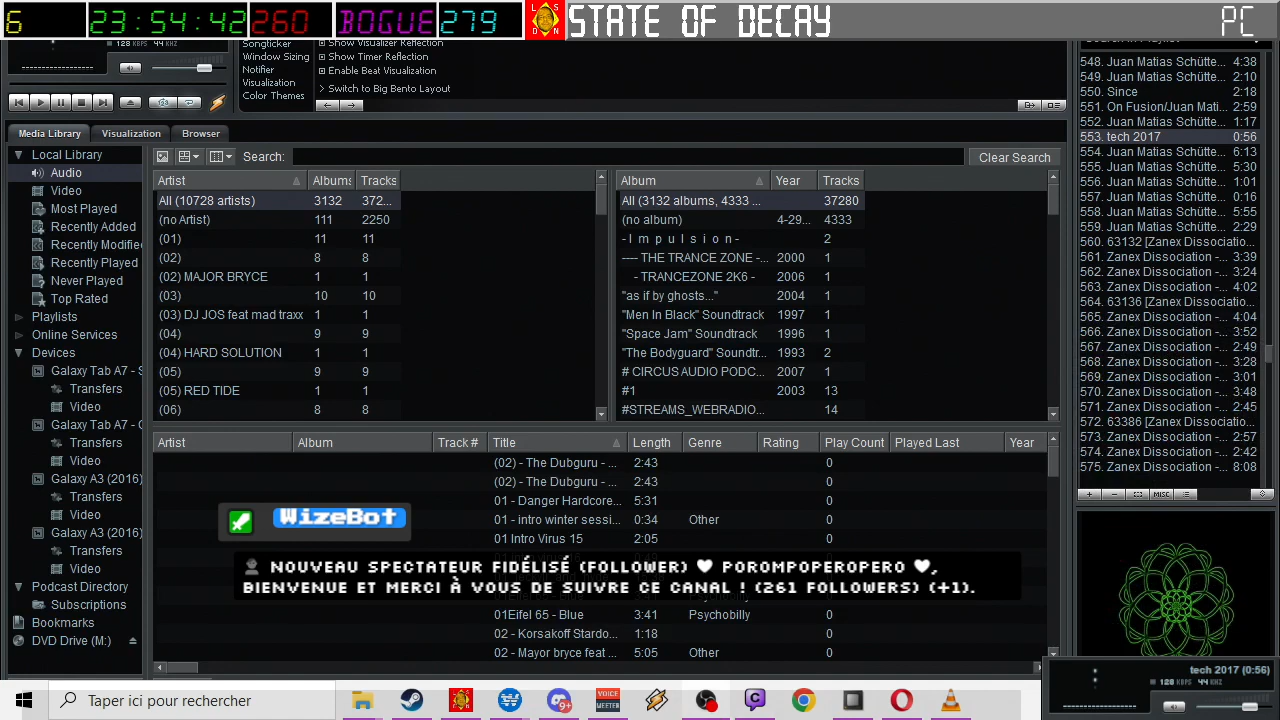 6 23:54:42 260 BOGUE 279 LS DN STATE OF DECAY PC
128 KBPS 44 KHZ
Songticker
Window Sizing
Notifier
Visualization
Color Themes
Show Visualizer Reflection
Show Timer Reflection
Enable Beat Visualization
Switch to Big Bento Layout
Media Library Visualization Browser
Local Library
Audio
Video
Most Played
Recently Added
Recently Modifie
Recently Played
Never Played
Top Rated
Playlists
Online Services
Devices
Galaxy Tab A7 - S
Transfers
Video
Galaxy Tab A7 - G
Transfers
Video
Galaxy A3 (2016)
Transfers
Video
Galaxy A3 (2016)
Transfers
Video
Podcast Directory
Subscriptions
Bookmarks
DVD Drive (M:)
Search: Clear Search
Artist Albums Tracks
All (10728 artists) 3132 372...
(no Artist) 111 2250
(01) 11 11
(02) 8 8
(02) MAJOR BRYCE 1 1
(03) 10 10
(03) DJ JOS feat mad traxx 1 1
(04) 9 9
(04) HARD SOLUTION 1 1
(05) 9 9
(05) RED TIDE 1 1
(06) 8 8
Album Year Tracks
All (3132 albums, 4333 ... 37280
(no album) 4-29... 4333
- I m p u l s i o n - 2
---- THE TRANCE ZONE -... 2000 1
- TRANCEZONE 2K6 - 2006 1
"as if by ghosts..." 2004 1
"Men In Black" Soundtrack 1997 1
"Space Jam" Soundtrack 1996 1
"The Bodyguard" Soundtr... 1993 2
# CIRCUS AUDIO PODC... 2007 1
#1 2003 13
#STREAMS_WEBRADIO... 14
Artist Album Track # Title Length Genre Rating Play Count Played Last Year
(02) - The Dubguru - ... 2:43 0
(02) - The Dubguru - ... 2:43 0
01 - Danger Hardcore... 5:31 0
01 - intro winter sessi... 0:34 Other 0
01 Intro Virus 15 2:05 0
WizeBot
NOUVEAU SPECTATEUR FIDÉLISÉ (FOLLOWER) ♥ POROMPOPEROPERO ♥,
BIENVENUE ET MERCI À VOUS DE SUIVRE CE CANAL ! (261 FOLLOWERS) (+1).
01Eifel 65 - Blue 3:41 Psychobilly 0
02 - Korsakoff Stardo... 1:18 0
02 - Mayor bryce feat ... 5:05 Other 0
548. Juan Matias Schütte... 4:38
549. Juan Matias Schütte... 2:10
550. Since 2:18
551. On Fusion/Juan Mati... 2:59
552. Juan Matias Schütte... 1:17
553. tech 2017 0:56
554. Juan Matias Schütte... 6:13
555. Juan Matias Schütte... 5:30
556. Juan Matias Schütte... 1:01
557. Juan Matias Schütte... 0:16
558. Juan Matias Schütte... 5:55
559. Juan Matias Schütte... 2:29
560. 63132 [Zanex Dissociatio...
561. Zanex Dissociation -... 3:39
562. Zanex Dissociation -... 3:24
563. Zanex Dissociation -... 4:02
564. 63136 [Zanex Dissociatio...
565. Zanex Dissociation -... 4:04
566. Zanex Dissociation -... 3:52
567. Zanex Dissociation -... 2:49
568. Zanex Dissociation -... 3:28
569. Zanex Dissociation -... 3:01
570. Zanex Dissociation -... 3:48
571. Zanex Dissociation -... 2:45
572. 63386 [Zanex Dissociatio...
573. Zanex Dissociation -... 2:57
574. Zanex Dissociation -... 2:42
575. Zanex Dissociation -... 8:08
MISC
tech 2017 (0:56)
128 KBPS 44 KHZ
Taper ici pour rechercher
9+
VOICE
MEETER